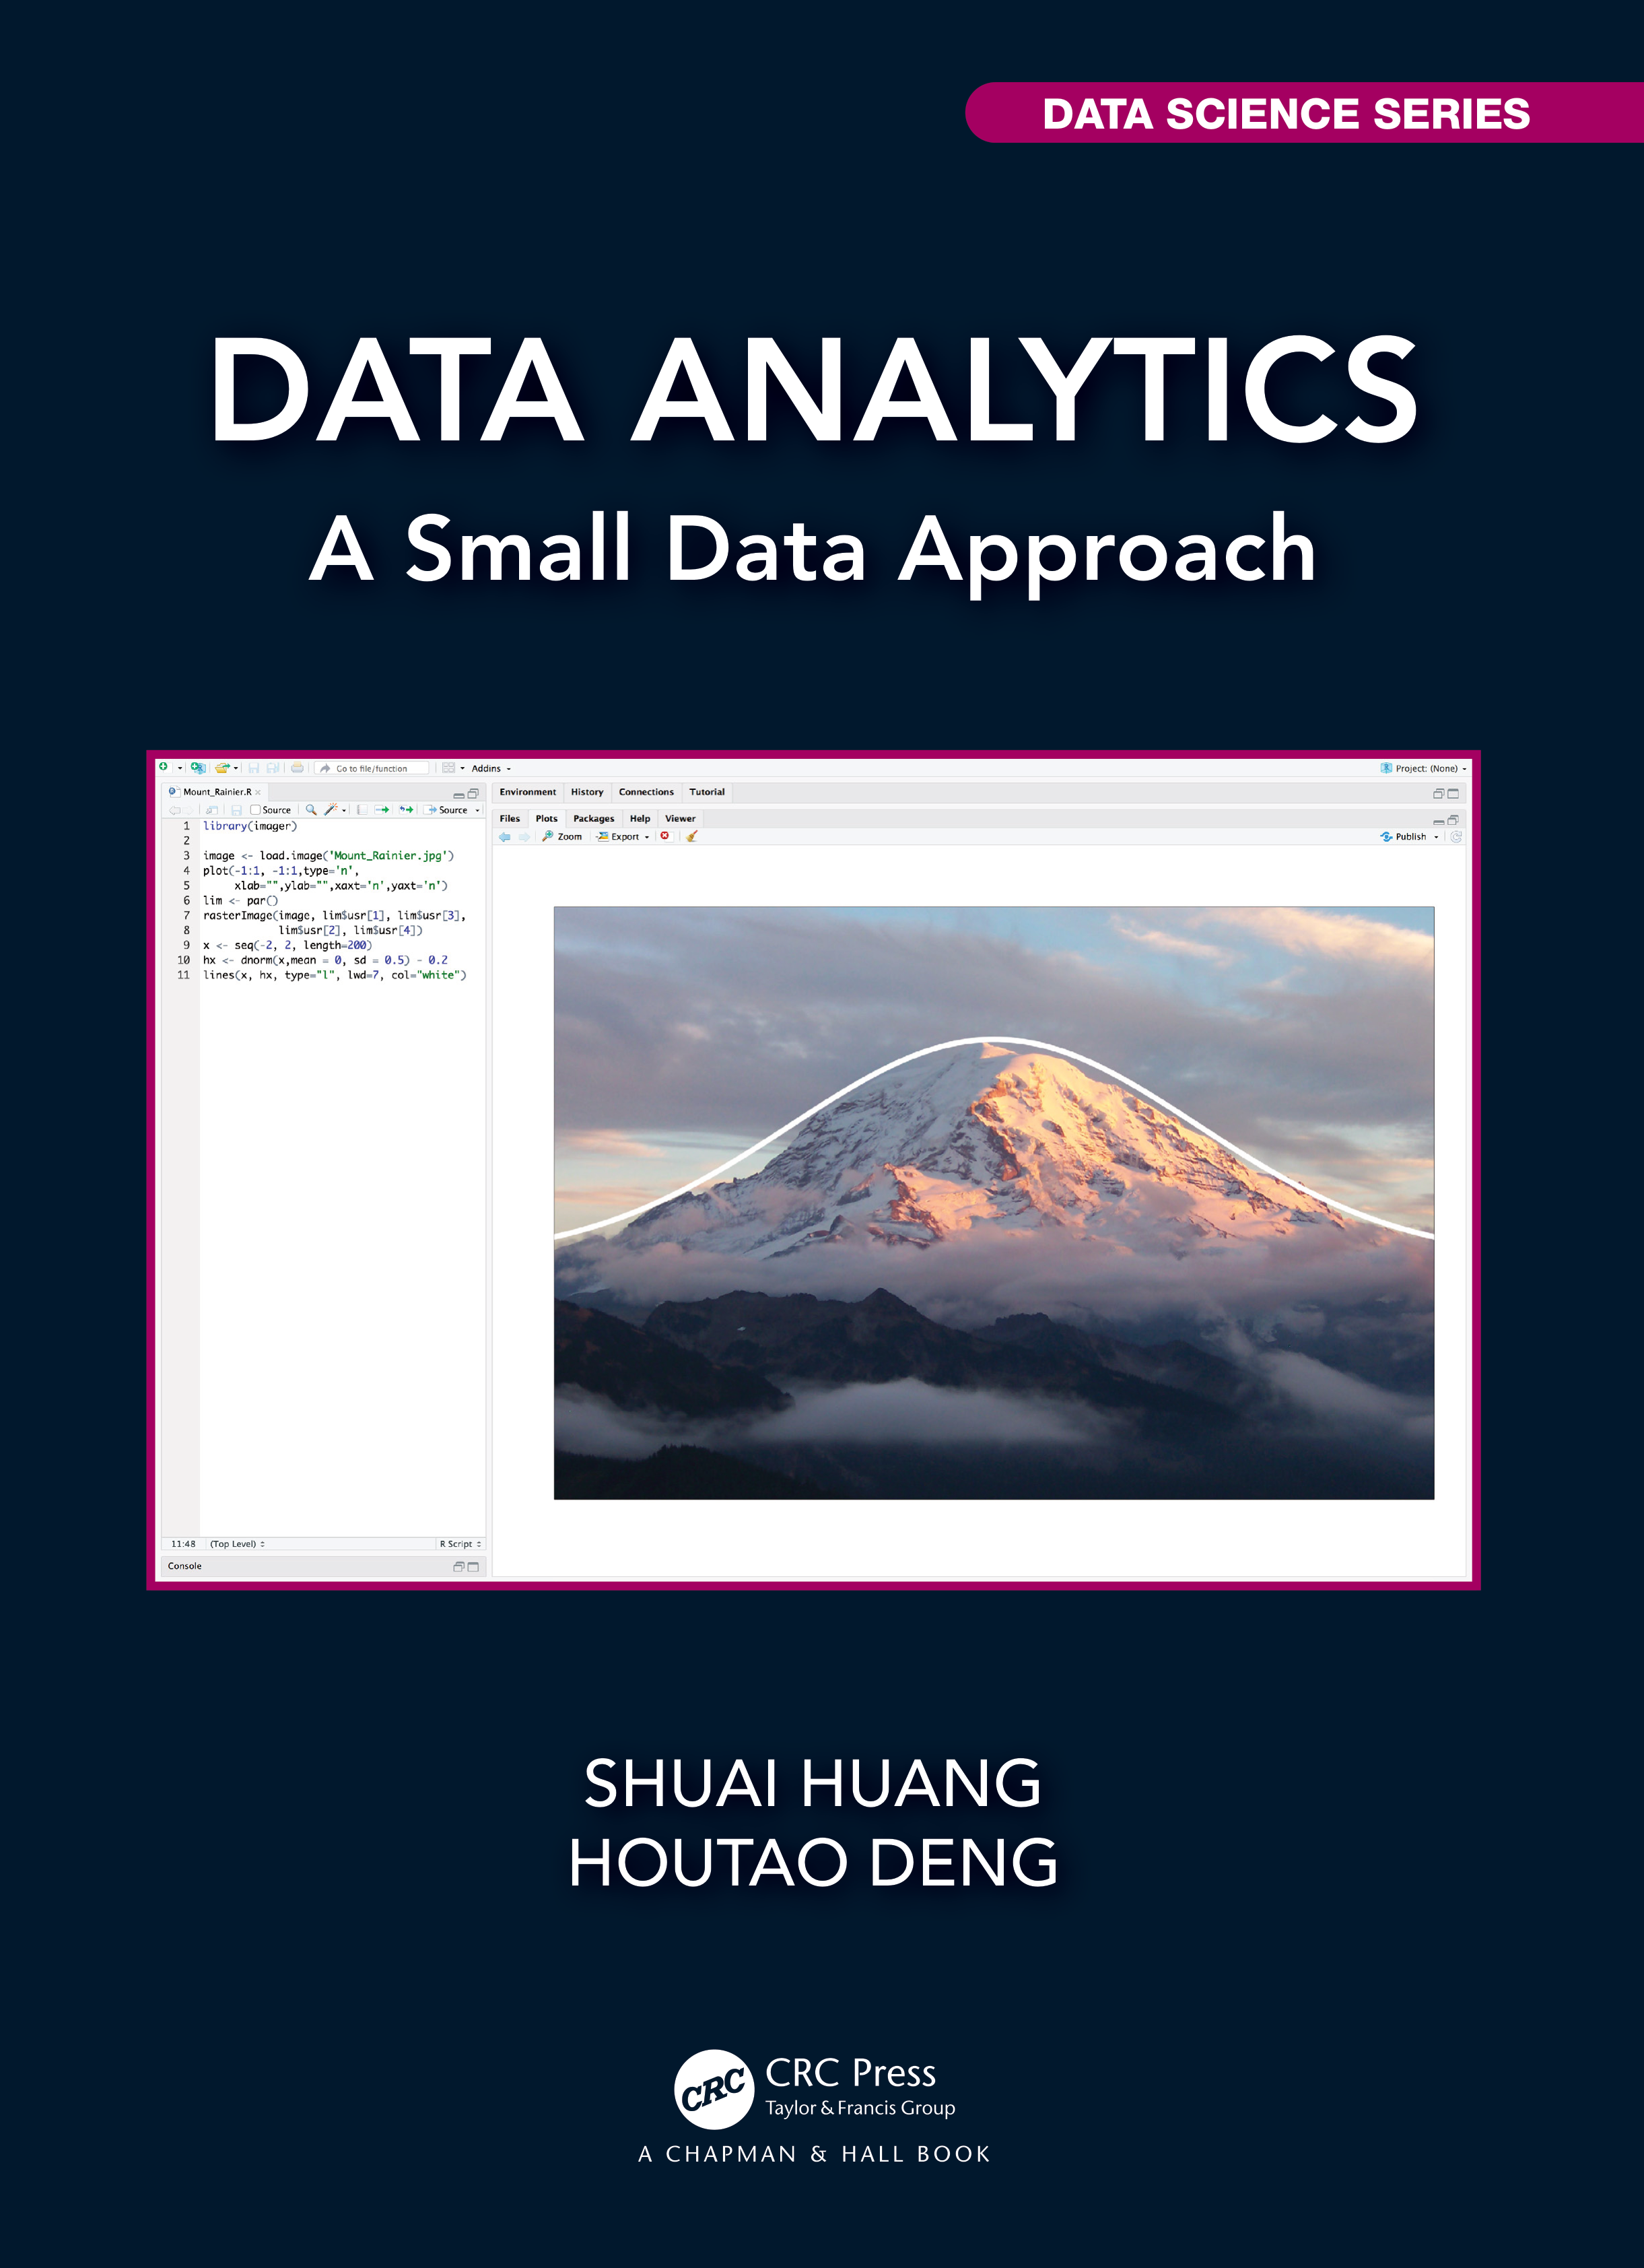 DATA SCIENCE SERIES
DATA ANALYTICS
A Small Data Approach
Go to file/function
Addins
Project: (None)
Mount_Rainier.R
Source
Source
1 library(imager)
2
3 image <- load.image('Mount_Rainier.jpg')
4 plot(-1:1, -1:1,type='n',
5 xlab="",ylab="",xaxt='n',yaxt='n')
6 lim <- par()
7 rasterImage(image, lim$usr[1], lim$usr[3],
8 lim$usr[2], lim$usr[4])
9 x <- seq(-2, 2, length=200)
10 hx <- dnorm(x,mean = 0, sd = 0.5) - 0.2
11 lines(x, hx, type="l", lwd=7, col="white")
11:48 (Top Level) R Script
Console
Environment History Connections Tutorial
Files Plots Packages Help Viewer
Zoom Export Publish
SHUAI HUANG
HOUTAO DENG
CRC
CRC Press
Taylor & Francis Group
A CHAPMAN & HALL BOOK